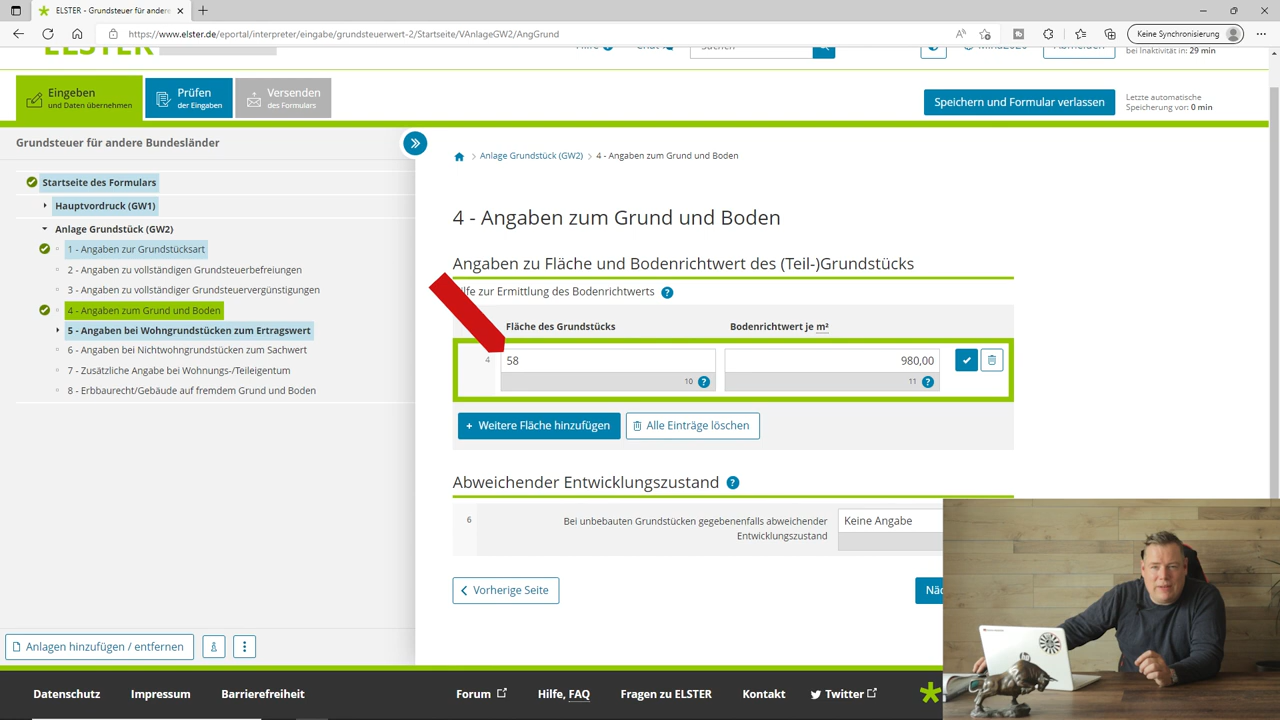 ELSTER - Grundsteuer für andere
https://www.elster.de/eportal/interpreter/eingabe/grundsteuerwert-2/Startseite/VAnlageGW2/AngGrund
Keine Synchronisierung
bei Inaktivität in: 29 min
Eingeben
und Daten übernehmen
Prüfen
der Eingaben
Versenden
des Formulars
Speichern und Formular verlassen
Letzte automatische
Speicherung vor: 0 min
Grundsteuer für andere Bundesländer
Startseite des Formulars
Hauptvordruck (GW1)
Anlage Grundstück (GW2)
1 - Angaben zur Grundstücksart
2 - Angaben zu vollständigen Grundsteuerbefreiungen
3 - Angaben zu vollständiger Grundsteuervergünstigungen
4 - Angaben zum Grund und Boden
5 - Angaben bei Wohngrundstücken zum Ertragswert
6 - Angaben bei Nichtwohngrundstücken zum Sachwert
7 - Zusätzliche Angabe bei Wohnungs-/Teileigentum
8 - Erbbaurecht/Gebäude auf fremdem Grund und Boden
Anlagen hinzufügen / entfernen
Anlage Grundstück (GW2) > 4 - Angaben zum Grund und Boden
4 - Angaben zum Grund und Boden
Angaben zu Fläche und Bodenrichtwert des (Teil-)Grundstücks
zur Ermittlung des Bodenrichtwerts ?
Fläche des Grundstücks Bodenrichtwert je m²
4 58 980,00
10 ? 11 ?
+ Weitere Fläche hinzufügen Alle Einträge löschen
Abweichender Entwicklungszustand ?
6 Bei unbebauten Grundstücken gegebenenfalls abweichender Keine Angabe
Entwicklungszustand
Vorherige Seite
Datenschutz Impressum Barrierefreiheit Forum Hilfe, FAQ Fragen zu ELSTER Kontakt Twitter